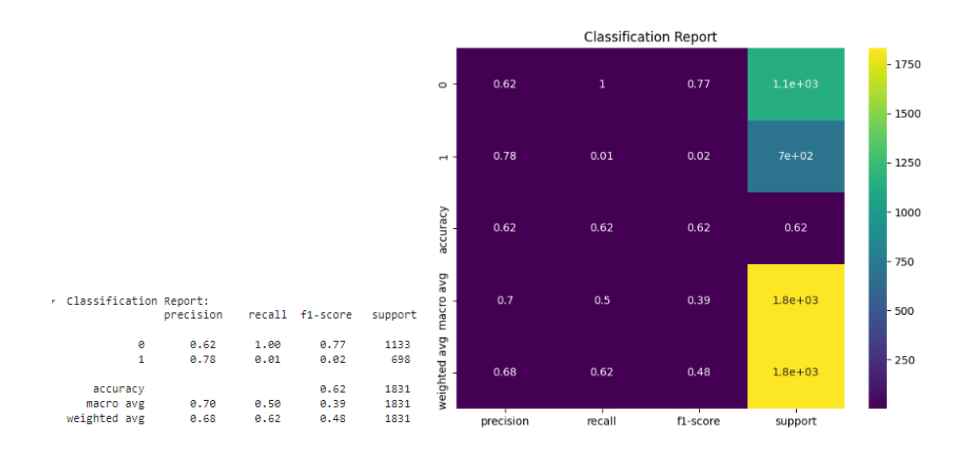 Classification Report:
precision recall f1-score support
0 0.62 1.00 0.77 1133
1 0.78 0.01 0.02 698
accuracy 0.62 1831
macro avg 0.70 0.50 0.39 1831
weighted avg 0.68 0.62 0.48 1831
Classification Report
0 0.62 1 0.77 1.1e+03
1 0.78 0.01 0.02 7e+02
accuracy 0.62 0.62 0.62 0.62
macro avg 0.7 0.5 0.39 1.8e+03
weighted avg 0.68 0.62 0.48 1.8e+03
precision recall f1-score support
1750
1500
1250
1000
750
500
250